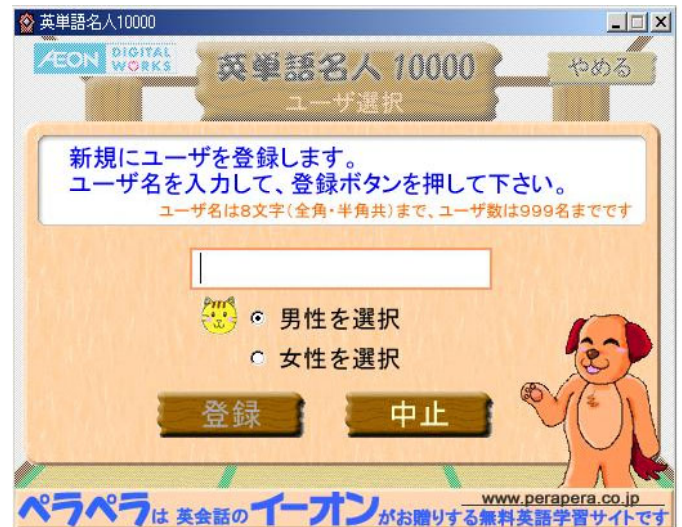 英単語名人10000
ÆON DIGITAL WORKS
英単語名人10000
ユーザ選択
やめる
新規にユーザを登録します。
ユーザ名を入力して、登録ボタンを押して下さい。
ユーザ名は8文字(全角・半角共)まで、ユーザ数は999名までです
男性を選択
女性を選択
登録
中止
www.perapera.co.jp
ペラペラは 英会話のイーオンがお贈りする無料英語学習サイトです